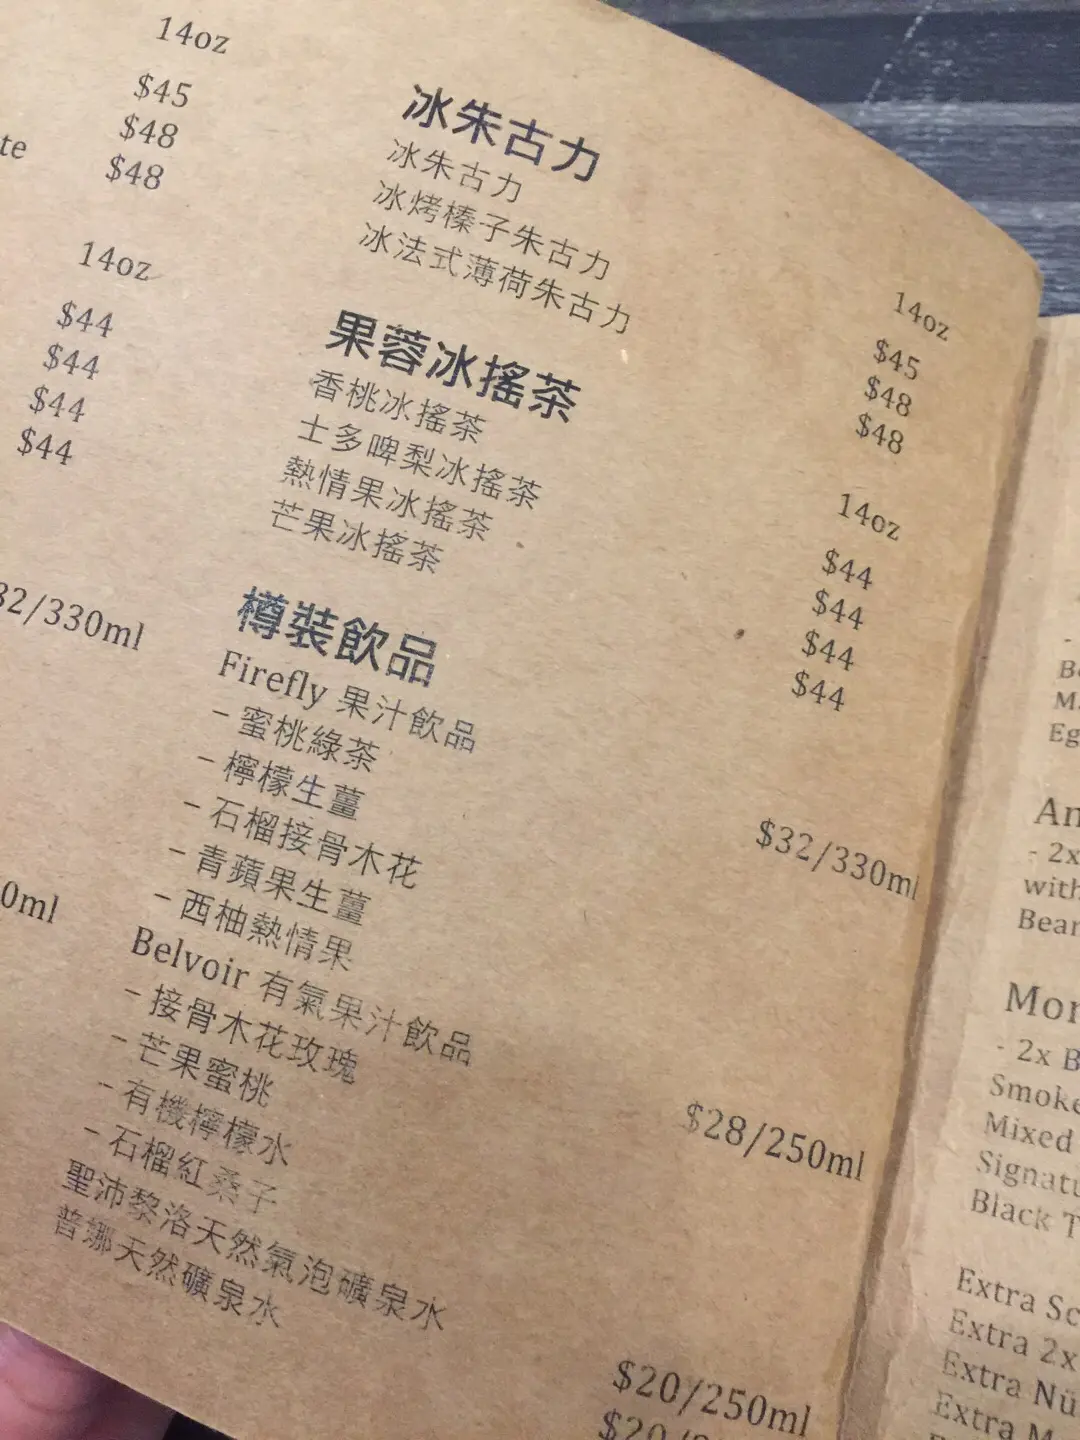 14oz
$45
$48
te $48
14oz
$44
$44
$44
$44
32/330ml
0ml
冰朱古力 14oz
冰朱古力 $45
冰烤榛子朱古力 $48
冰法式薄荷朱古力 $48
果蓉冰搖茶 14oz
香桃冰搖茶 $44
士多啤梨冰搖茶 $44
熱情果冰搖茶 $44
芒果冰搖茶 $44
樽裝飲品
Firefly 果汁飲品 $32/330ml
- 蜜桃綠茶
- 檸檬生薑
- 石榴接骨木花
- 青蘋果生薑
- 西柚熱情果
Belvoir 有氣果汁飲品 $28/250ml
- 接骨木花玫瑰
- 芒果蜜桃
- 有機檸檬水
- 石榴紅桑子
聖沛黎洛天然氣泡礦泉水 $20/250ml
普娜天然礦泉水 $20/
-
Be
M
Eg
An
- 2x
with
Bear
Mor
- 2x B
Smoke
Mixed
Signatu
Black T
Extra Sc
Extra 2x
Extra Nü
Extra M